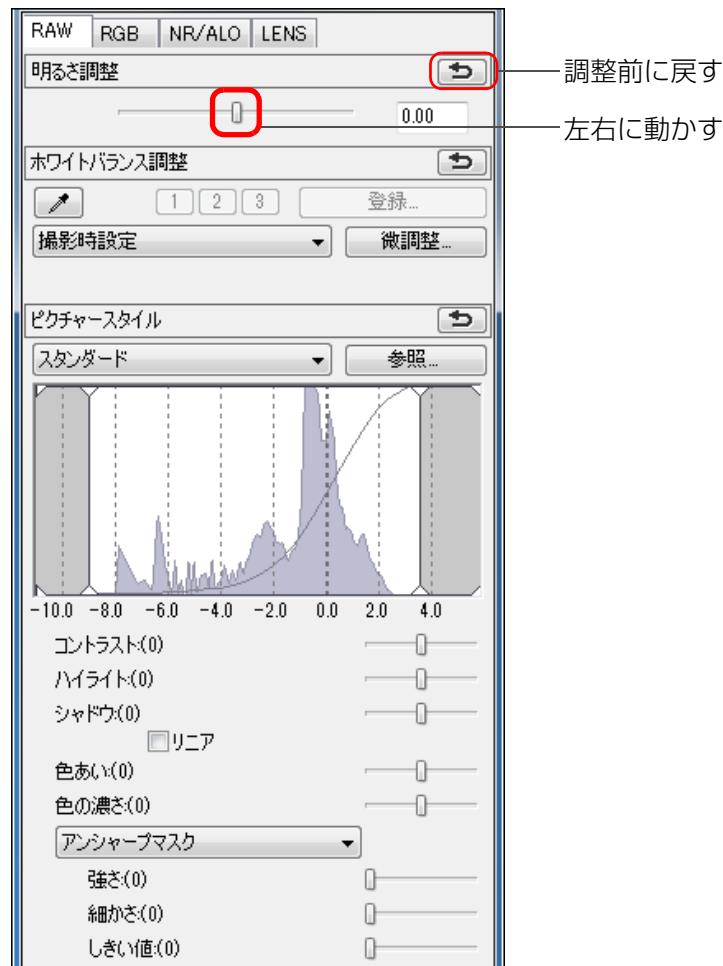 RAW RGB NR/ALO LENS
明るさ調整
調整前に戻す
0.00
左右に動かす
ホワイトバランス調整
1 2 3 登録...
撮影時設定 微調整...
ピクチャースタイル
スタンダード 参照...
-10.0 -8.0 -6.0 -4.0 -2.0 0.0 2.0 4.0
コントラスト:(0)
ハイライト:(0)
シャドウ:(0)
リニア
色あい:(0)
色の濃さ:(0)
アンシャープマスク
強さ:(0)
細かさ:(0)
しきい値:(0)